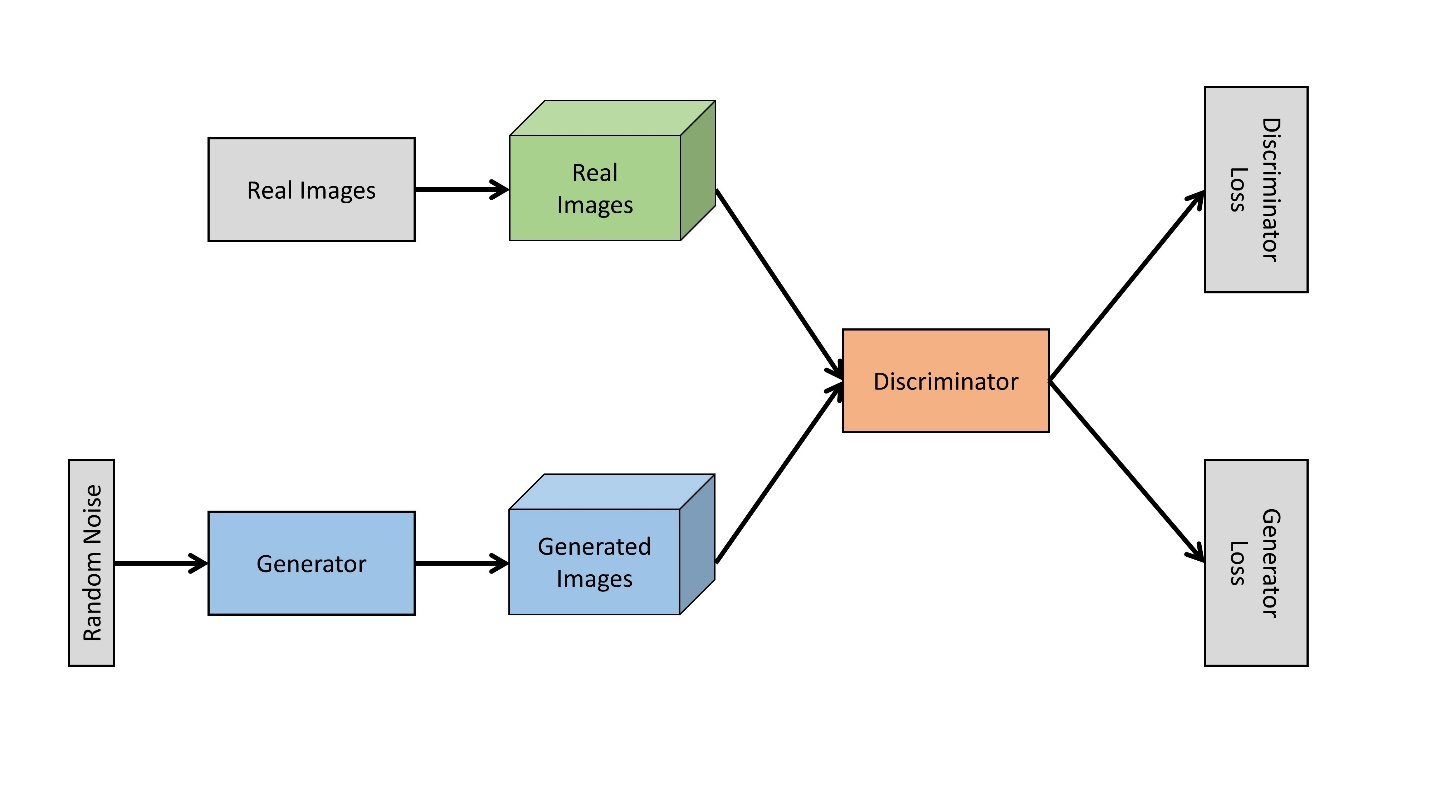 Real Images
Real
Images
Discriminator
Loss
Discriminator
Random Noise
Generator
Generated
Images
Generator
Loss